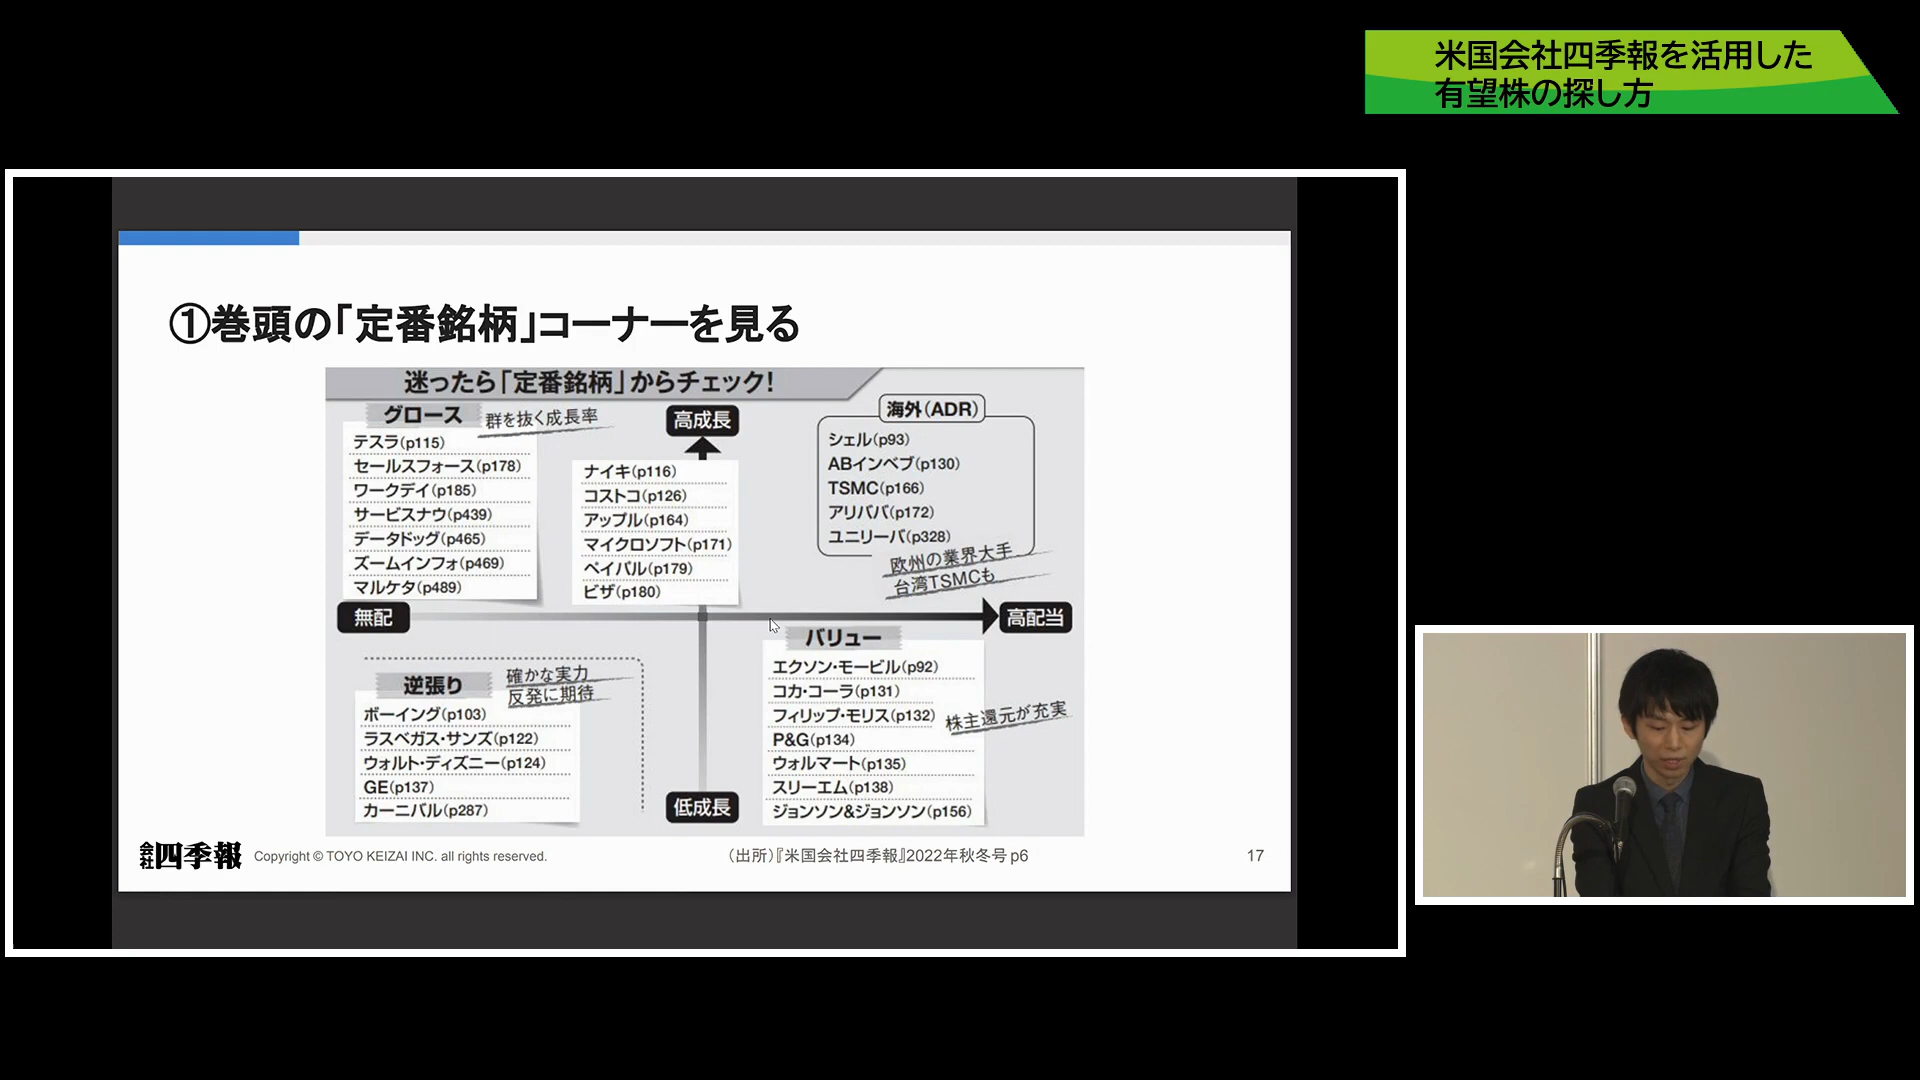 米国会社四季報を活用した
有望株の探し方
①巻頭の「定番銘柄」コーナーを見る
迷ったら「定番銘柄」からチェック!
グロース
群を抜く成長率
テスラ(p115)
セールスフォース(p178)
ワークデイ(p185)
サービスナウ(p439)
データドッグ(p465)
ズームインフォ(p469)
マルケタ(p489)
高成長
ナイキ(p116)
コストコ(p126)
アップル(p164)
マイクロソフト(p171)
ペイパル(p179)
ビザ(p180)
海外(ADR)
シェル(p93)
ABインベブ(p130)
TSMC(p166)
アリババ(p172)
ユニリーバ(p328)
欧州の業界大手
台湾TSMCも
無配
高配当
逆張り
確かな実力
反発に期待
ボーイング(p103)
ラスベガス・サンズ(p122)
ウォルト・ディズニー(p124)
GE(p137)
カーニバル(p287)
低成長
バリュー
エクソン・モービル(p92)
コカ・コーラ(p131)
フィリップ・モリス(p132)
P&G(p134)
ウォルマート(p135)
スリーエム(p138)
ジョンソン&ジョンソン(p156)
株主還元が充実
会社四季報
Copyright © TOYO KEIZAI INC. all rights reserved.
(出所)『米国会社四季報』2022年秋冬号 p6
17